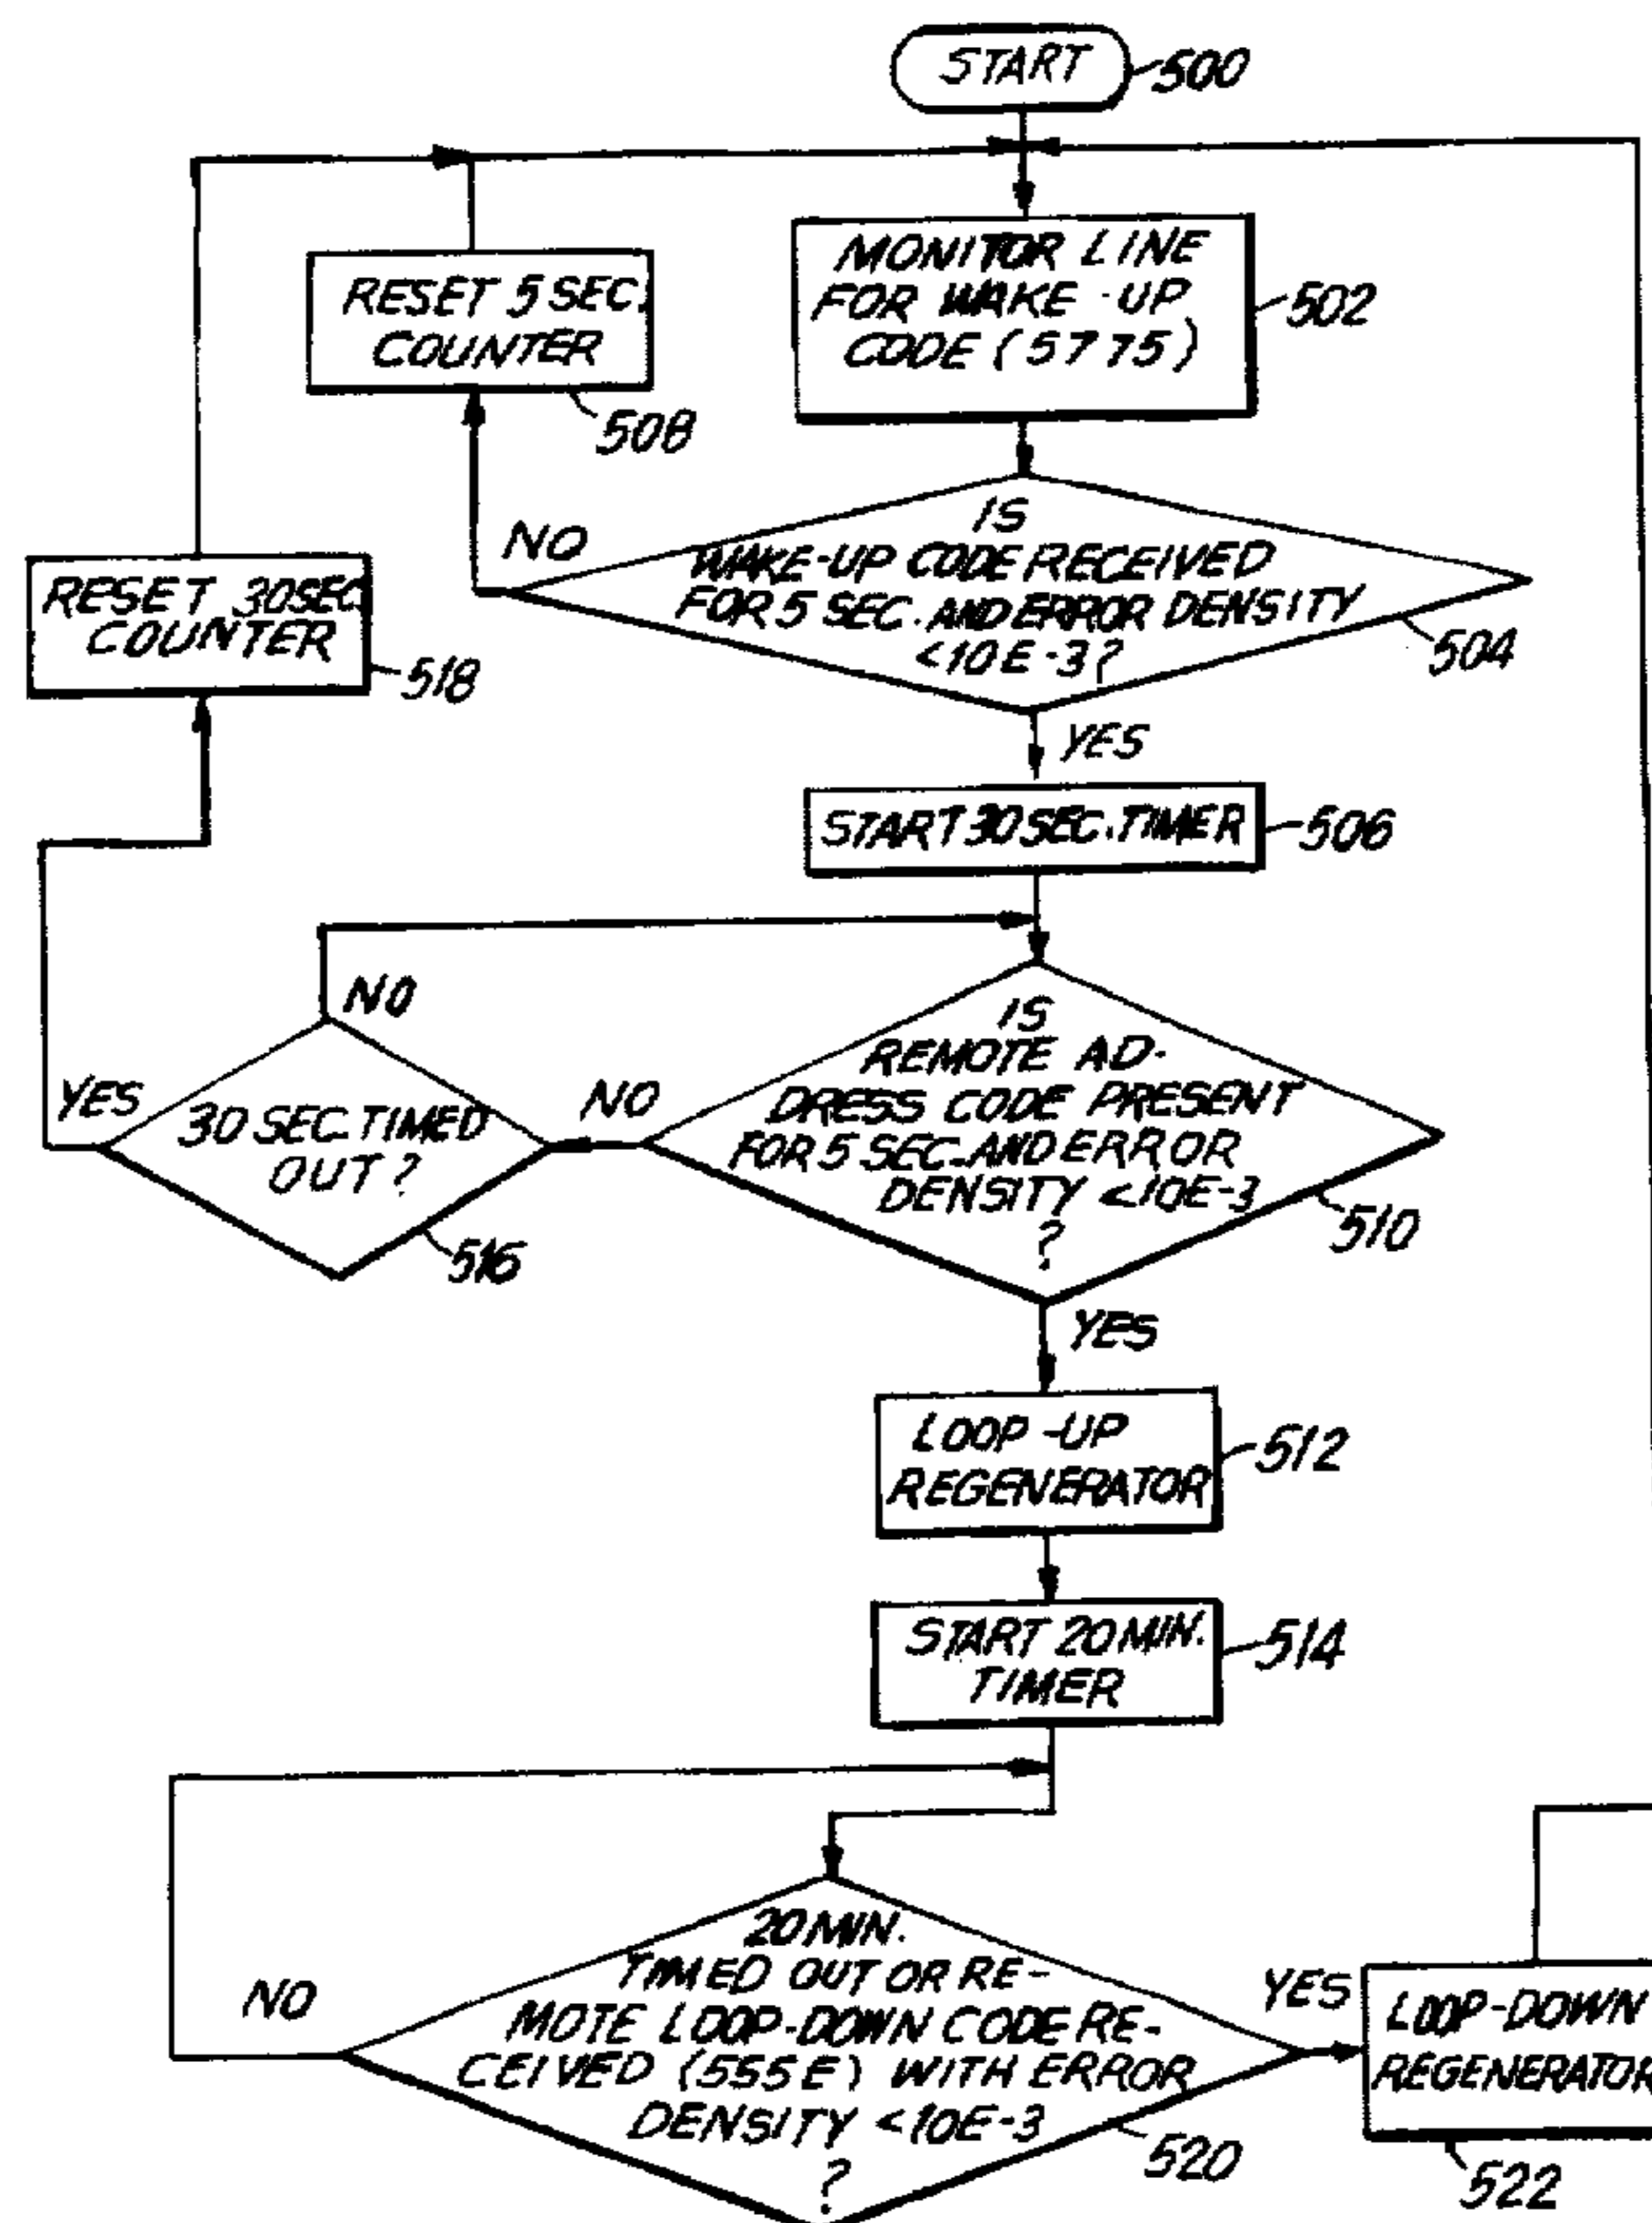 START
500
MONITOR LINE
FOR WAKE-UP
CODE (5775)
502
RESET 5 SEC.
COUNTER
508
IS
WAKE-UP CODE RECEIVED
FOR 5 SEC. AND ERROR DENSITY
<10E-3?
504
NO
YES
RESET 30 SEC.
COUNTER
518
START 30 SEC. TIMER
506
IS
REMOTE AD-
DRESS CODE PRESENT
FOR 5 SEC. AND ERROR
DENSITY <10E-3
?
510
NO
YES
30 SEC. TIMED
OUT?
516
NO
YES
LOOP-UP
REGENERATOR
512
START 20 MIN.
TIMER
514
20 MIN.
TIMED OUT OR RE-
MOTE LOOP-DOWN CODE RE-
CEIVED (555E) WITH ERROR
DENSITY <10E-3
?
520
NO
YES
LOOP-DOWN
REGENERATOR
522